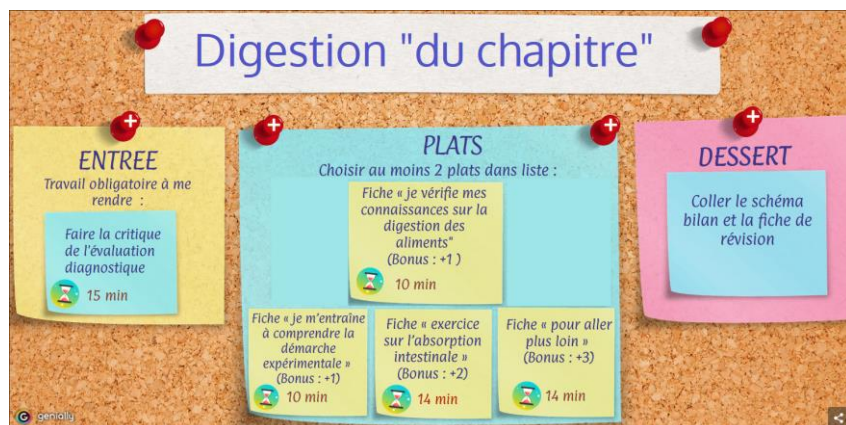 Digestion "du chapitre"
ENTREE
Travail obligatoire à me
rendre :
Faire la critique
de l'évaluation
diagnostique
15 min
PLATS
Choisir au moins 2 plats dans liste :
Fiche « je vérifie mes
connaissances sur la
digestion des
aliments"
(Bonus : +1 )
10 min
Fiche « je m'entraîne
à comprendre la
démarche
expérimentale »
(Bonus : +1)
10 min
Fiche « exercice
sur l'absorption
intestinale »
(Bonus : +2)
14 min
Fiche « pour aller
plus loin »
(Bonus : +3)
14 min
DESSERT
Coller le schéma
bilan et la fiche de
révision
genially